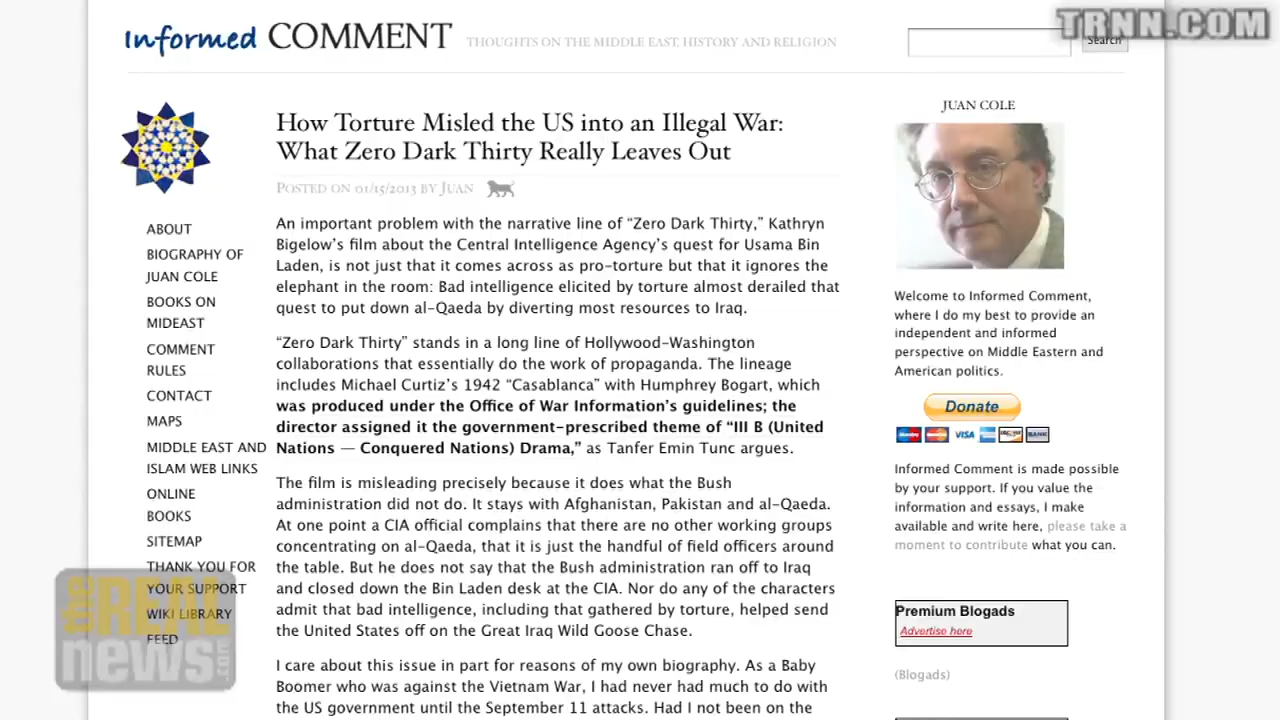 Informed COMMENT
THOUGHTS ON THE MIDDLE EAST, HISTORY AND RELIGION
Search
TRNN.COM
ABOUT
BIOGRAPHY OF
JUAN COLE
BOOKS ON
MIDEAST
COMMENT
RULES
CONTACT
MAPS
MIDDLE EAST AND
ISLAM WEB LINKS
ONLINE
BOOKS
SITEMAP
THANK YOU FOR
YOUR SUPPORT
WIKI LIBRARY
FEED
the REAL
news.com
How Torture Misled the US into an Illegal War:
What Zero Dark Thirty Really Leaves Out
POSTED ON 01/15/2013 BY JUAN
An important problem with the narrative line of “Zero Dark Thirty,” Kathryn
Bigelow’s film about the Central Intelligence Agency’s quest for Usama Bin
Laden, is not just that it comes across as pro-torture but that it ignores the
elephant in the room: Bad intelligence elicited by torture almost derailed that
quest to put down al-Qaeda by diverting most resources to Iraq.
“Zero Dark Thirty” stands in a long line of Hollywood-Washington
collaborations that essentially do the work of propaganda. The lineage
includes Michael Curtiz’s 1942 “Casablanca” with Humphrey Bogart, which
was produced under the Office of War Information’s guidelines; the
director assigned it the government-prescribed theme of “III B (United
Nations — Conquered Nations) Drama,” as Tanfer Emin Tunc argues.
The film is misleading precisely because it does what the Bush
administration did not do. It stays with Afghanistan, Pakistan and al-Qaeda.
At one point a CIA official complains that there are no other working groups
concentrating on al-Qaeda, that it is just the handful of field officers around
the table. But he does not say that the Bush administration ran off to Iraq
and closed down the Bin Laden desk at the CIA. Nor do any of the characters
admit that bad intelligence, including that gathered by torture, helped send
the United States off on the Great Iraq Wild Goose Chase.
I care about this issue in part for reasons of my own biography. As a Baby
Boomer who was against the Vietnam War, I had never had much to do with
the US government until the September 11 attacks. Had I not been on the
JUAN COLE
Welcome to Informed Comment,
where I do my best to provide an
independent and informed
perspective on Middle Eastern and
American politics.
Donate
VISA
BANK
Informed Comment is made possible
by your support. If you value the
information and essays, I make
available and write here, please take a
moment to contribute what you can.
Premium Blogads
Advertise here
(Blogads)